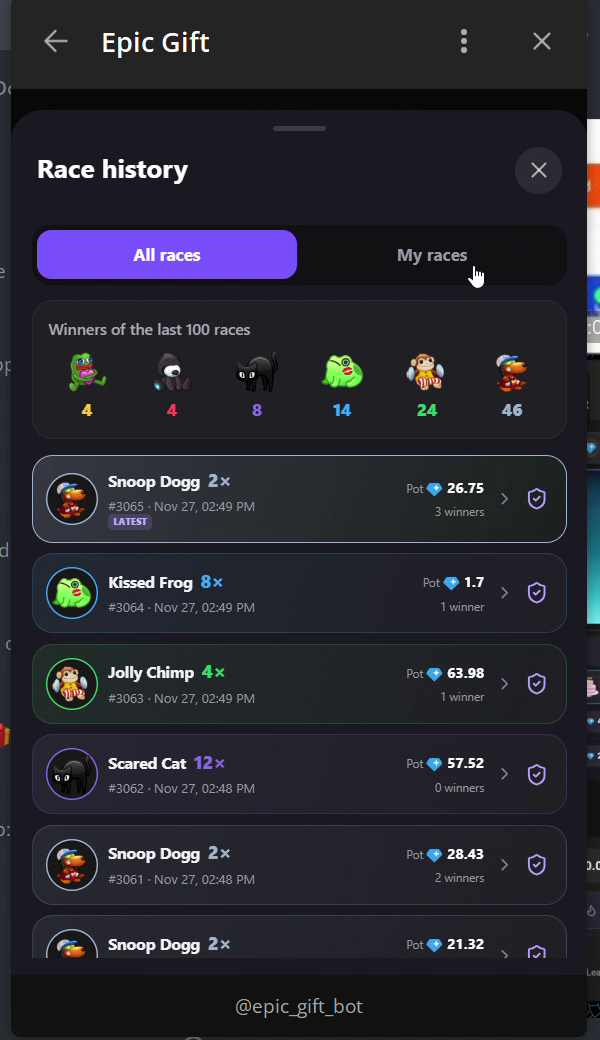 Epic Gift
Race history
All races
My races
Winners of the last 100 races
4
4
8
14
24
46
Snoop Dogg 2×
#3065 · Nov 27, 02:49 PM
LATEST
Pot 26.75
3 winners
Kissed Frog 8×
#3064 · Nov 27, 02:49 PM
Pot 1.7
1 winner
Jolly Chimp 4×
#3063 · Nov 27, 02:49 PM
Pot 63.98
1 winner
Scared Cat 12×
#3062 · Nov 27, 02:48 PM
Pot 57.52
0 winners
Snoop Dogg 2×
#3061 · Nov 27, 02:48 PM
Pot 28.43
2 winners
Snoop Dogg 2×
Pot 21.32
@epic_gift_bot